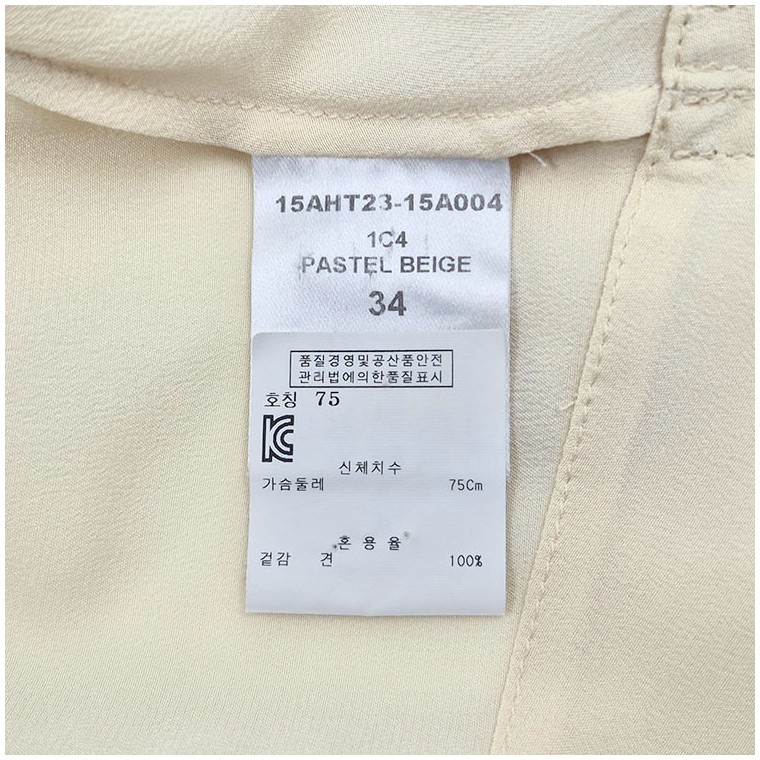 15AHT23-15A004
1C4
PASTEL BEIGE
34
품질경영및공산품안전
관리법에의한품질표시
호칭 75
KC
신체치수
가슴둘레 75Cm
혼용율
겉감 견 100%